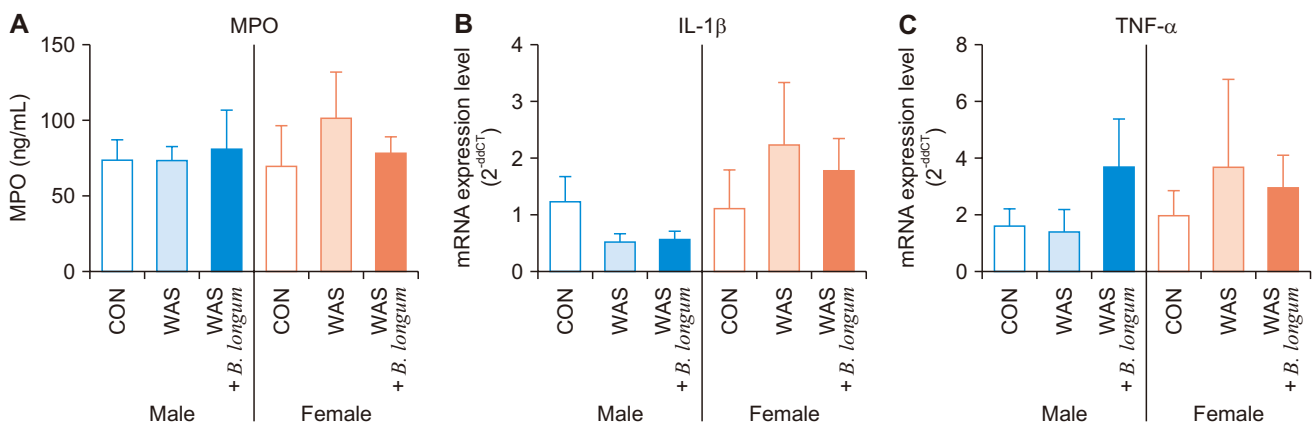 A
MPO
MPO (ng/mL)
150
100
50
0
CON
WAS
WAS
+ B. longum
CON
WAS
WAS
+ B. longum
Male
Female
B
IL-1β
mRNA expression level
(2^-ddCT)
4
3
2
1
0
CON
WAS
WAS
+ B. longum
CON
WAS
WAS
+ B. longum
Male
Female
C
TNF-α
mRNA expression level
(2^-ddCT)
8
6
4
2
0
CON
WAS
WAS
+ B. longum
CON
WAS
WAS
+ B. longum
Male
Female